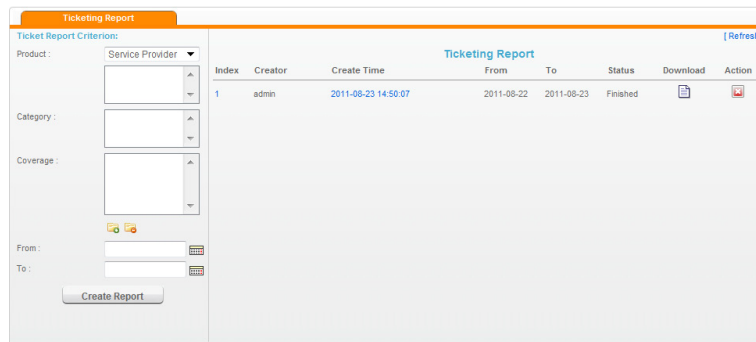 Ticketing Report
Ticket Report Criterion:
Product :
Service Provider
Category :
Coverage :
From :
To :
Create Report
[ Refresh
Ticketing Report
Index Creator Create Time From To Status Download Action
1 admin 2011-08-23 14:50:07 2011-08-22 2011-08-23 Finished